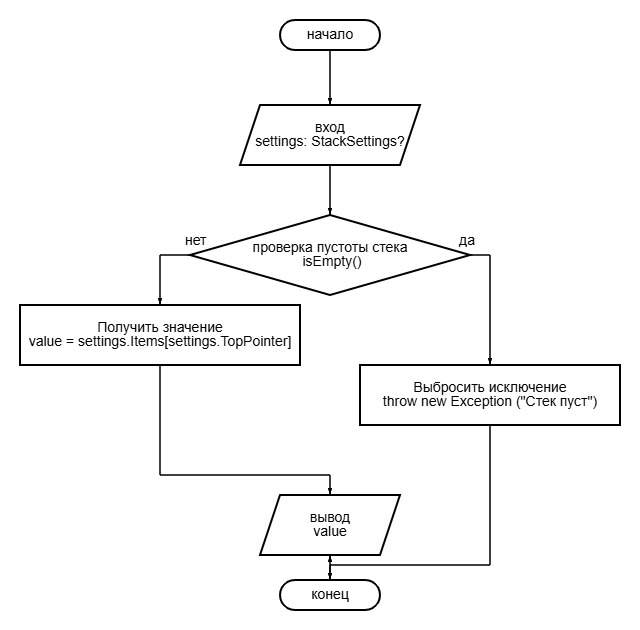 начало
вход
settings: StackSettings?
проверка пустоты стека
isEmpty()
нет
да
Получить значение
value = settings.Items[settings.TopPointer]
Выбросить исключение
throw new Exception ("Стек пуст")
вывод
value
конец